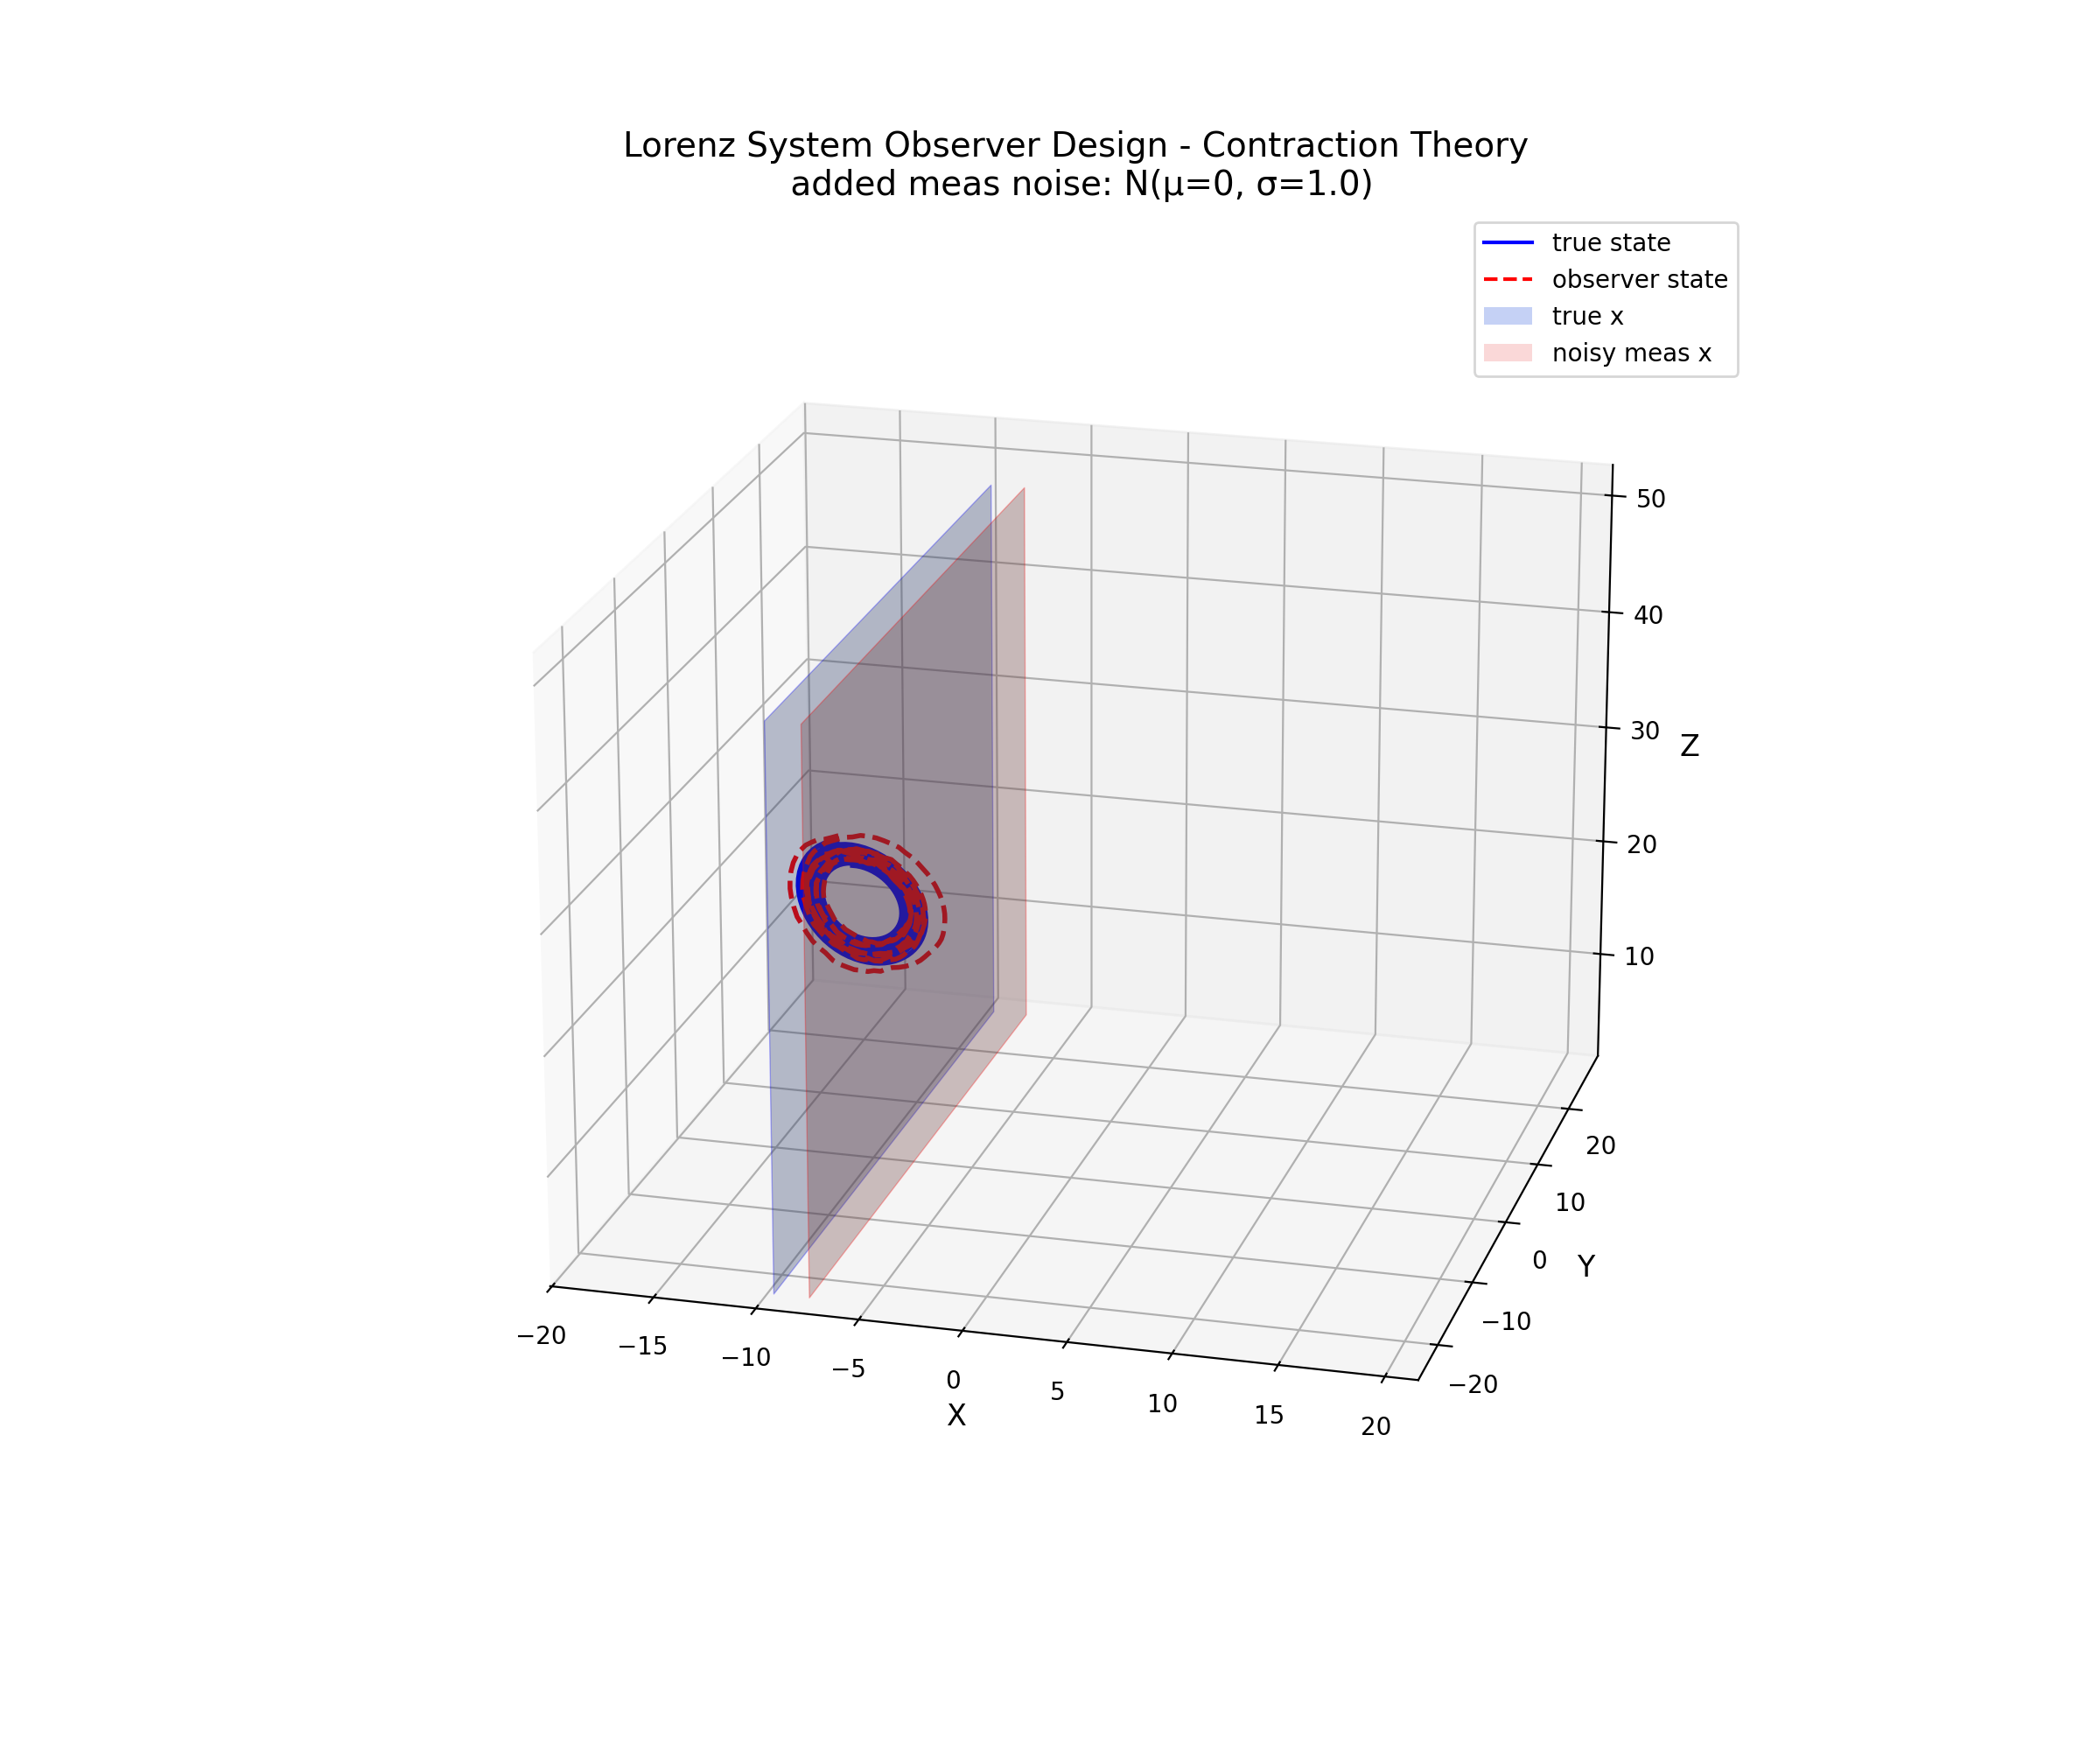 Lorenz System Observer Design - Contraction Theory
added meas noise: N(μ=0, σ=1.0)
true state
observer state
true x
noisy meas x
50
40
30
Z
20
10
20
10
0
Y
−10
−20
−20
−15
−10
−5
0
5
10
15
20
X